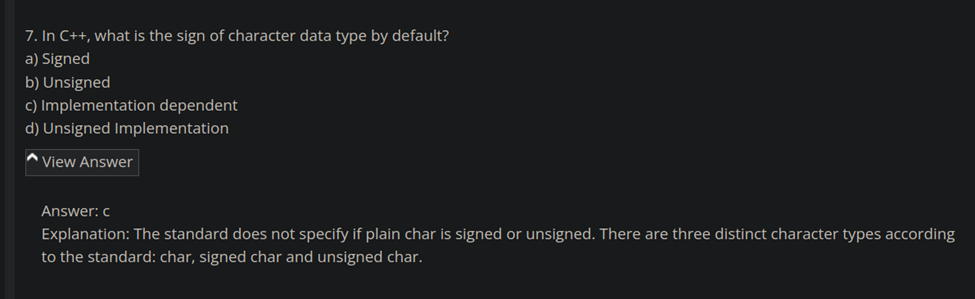 7. In C++, what is the sign of character data type by default?
a) Signed
b) Unsigned
c) Implementation dependent
d) Unsigned Implementation
View Answer
Answer: c
Explanation: The standard does not specify if plain char is signed or unsigned. There are three distinct character types according
to the standard: char, signed char and unsigned char.